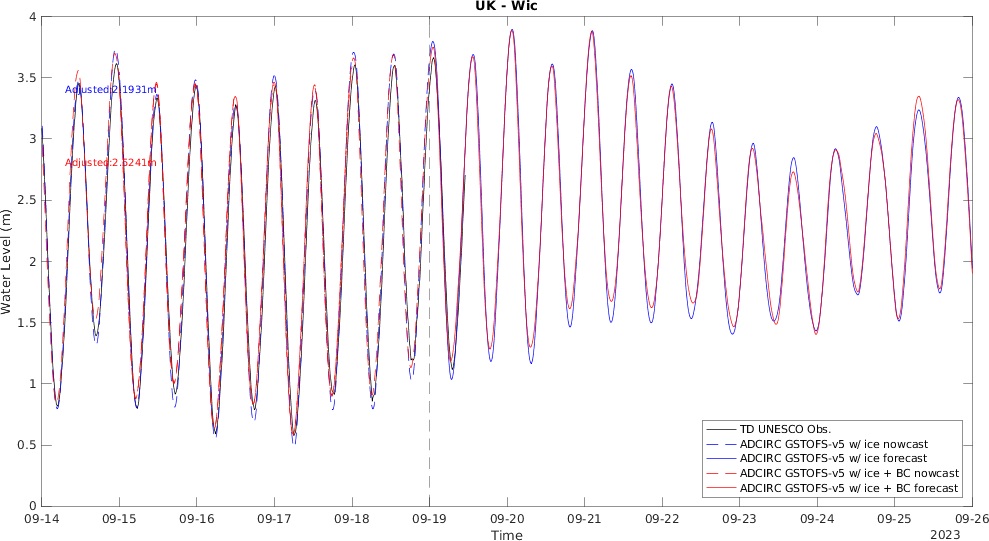 UK - Wic
4
3.5
3
2.5
2
1.5
1
0.5
0
Water Level (m)
Adjusted:2.1931m
Adjusted:2.6241m
TD UNESCO Obs.
ADCIRC GSTOFS-v5 w/ ice nowcast
ADCIRC GSTOFS-v5 w/ ice forecast
ADCIRC GSTOFS-v5 w/ ice + BC nowcast
ADCIRC GSTOFS-v5 w/ ice + BC forecast
09-14 09-15 09-16 09-17 09-18 09-19 09-20 09-21 09-22 09-23 09-24 09-25 09-26
Time
2023